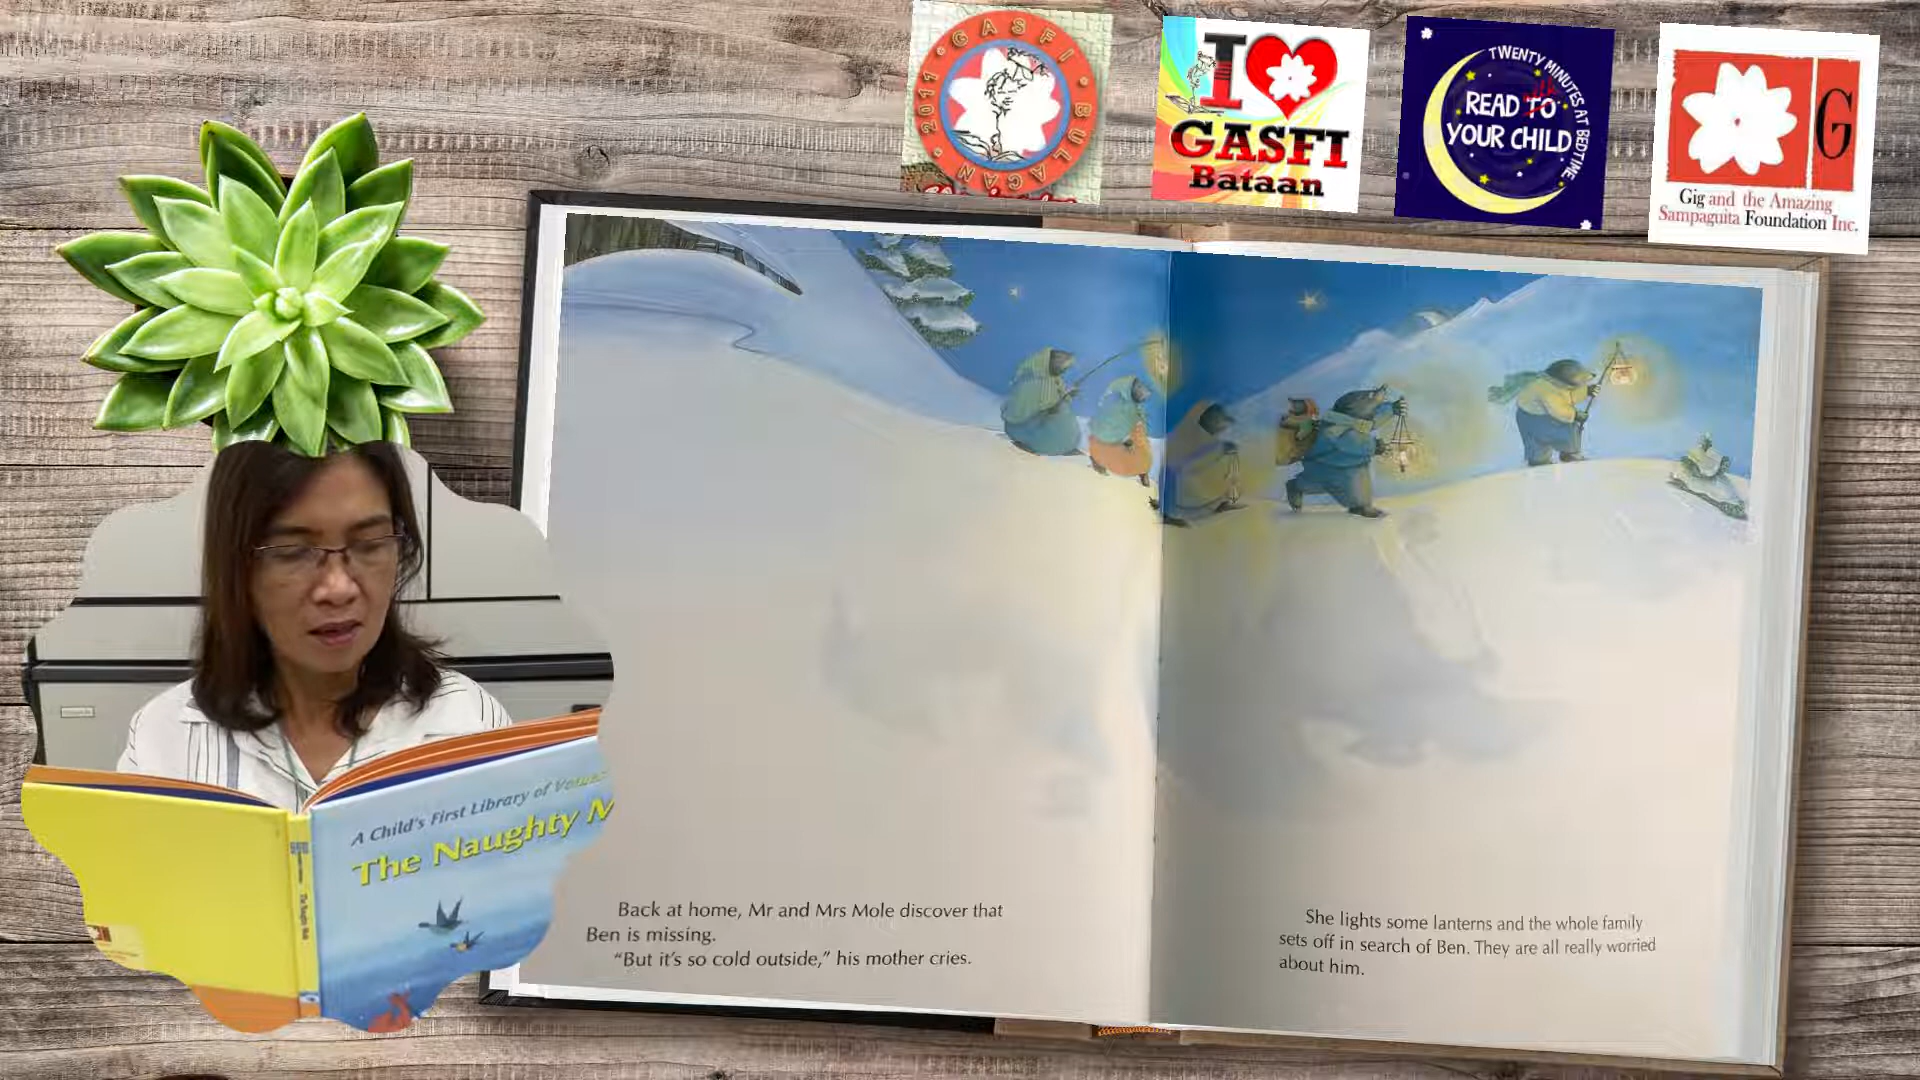 GASFI BULACAN 2011
I
GASFI
Bataan
TWENTY MINUTES AT BEDTIME
READ TO
with
YOUR CHILD
G
Gig and the Amazing
Sampaguita Foundation Inc.
A Child's First Library of Values
The Naughty M
Back at home, Mr and Mrs Mole discover that
Ben is missing.
“But it’s so cold outside,” his mother cries.
She lights some lanterns and the whole family
sets off in search of Ben. They are all really worried
about him.